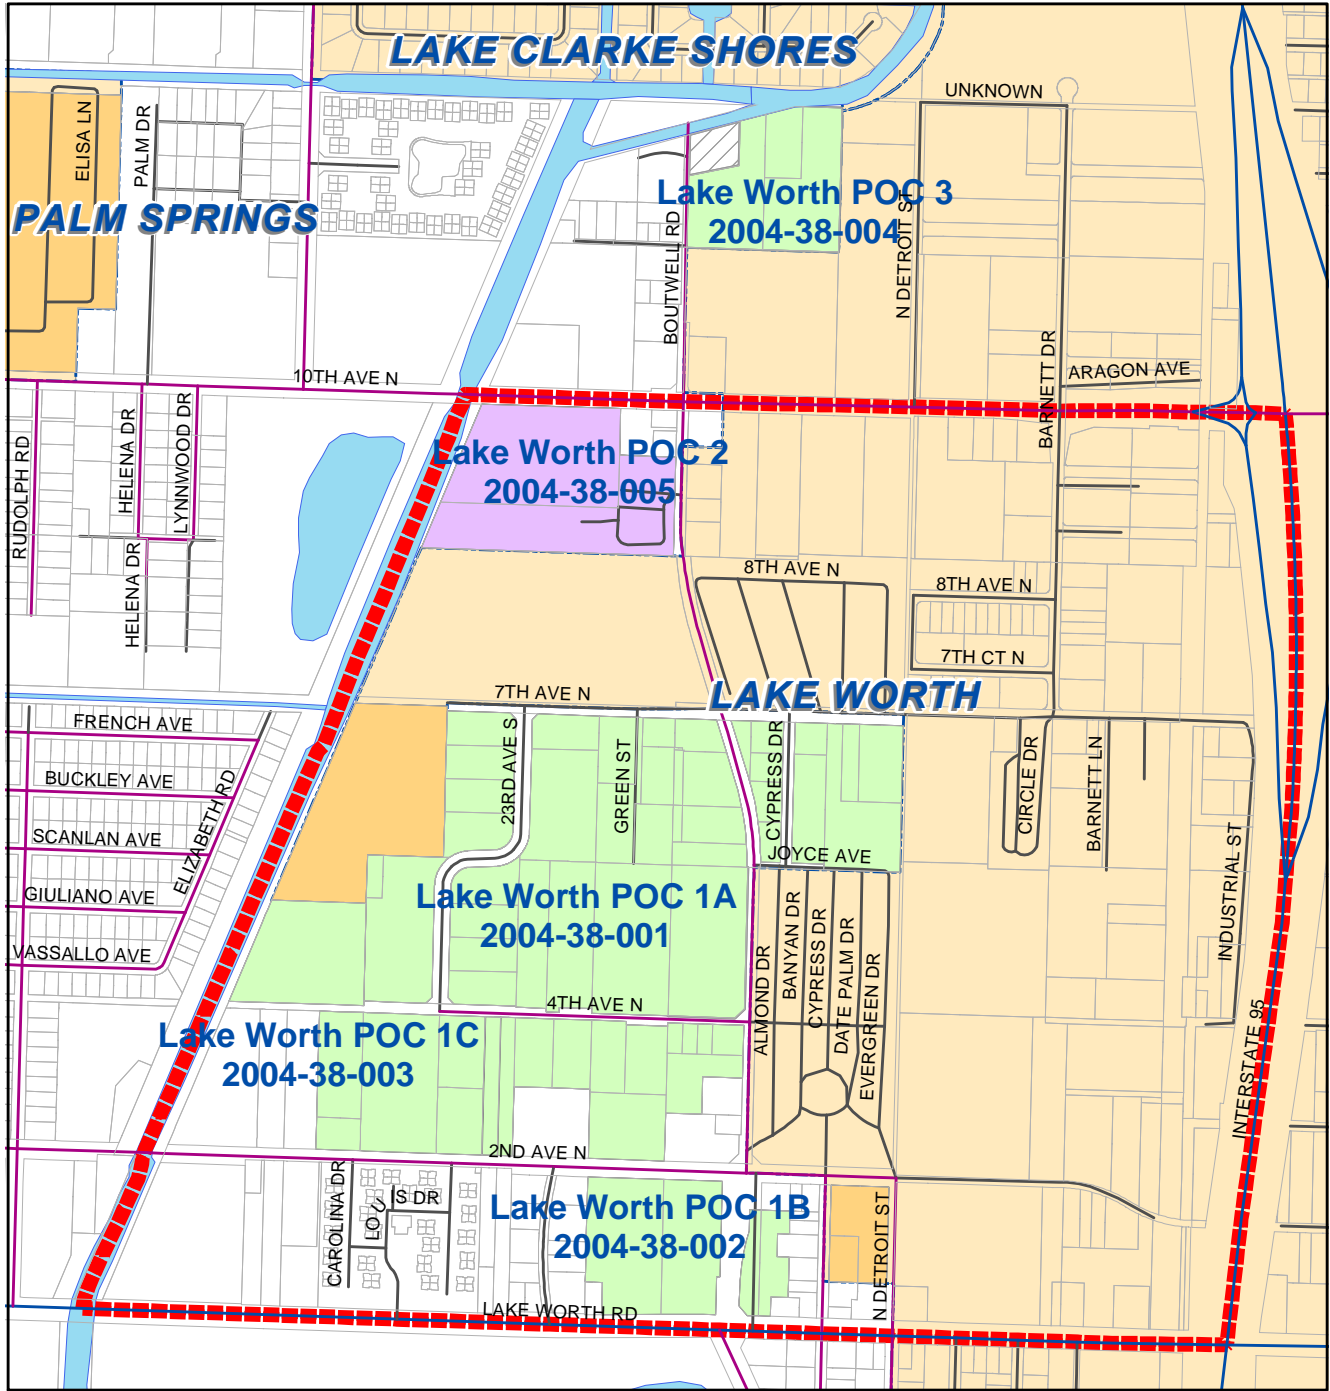 LAKE CLARKE SHORES
UNKNOWN
ELISA LN
PALM DR
PALM SPRINGS
Lake Worth POC 3
2004-38-004
BOUTWELL RD
N DETROIT ST
BARNETT DR
ARAGON AVE
10TH AVE N
RUDOLPH RD
HELENA DR
LYNNWOOD DR
HELENA DR
Lake Worth POC 2
2004-38-005
8TH AVE N
8TH AVE N
7TH CT N
7TH AVE N
LAKE WORTH
FRENCH AVE
BUCKLEY AVE
SCANLAN AVE
GIULIANO AVE
VASSALLO AVE
ELIZABETH RD
23RD AVE S
GREEN ST
CYPRESS DR
JOYCE AVE
CIRCLE DR
BARNETT LN
INDUSTRIAL ST
Lake Worth POC 1A
2004-38-001
ALMOND DR
BANYAN DR
CYPRESS DR
DATE PALM DR
EVERGREEN DR
4TH AVE N
Lake Worth POC 1C
2004-38-003
INTERSTATE 95
2ND AVE N
CAROLINA DR
LOU
S DR
Lake Worth POC 1B
2004-38-002
N DETROIT ST
LAKE WORTH RD